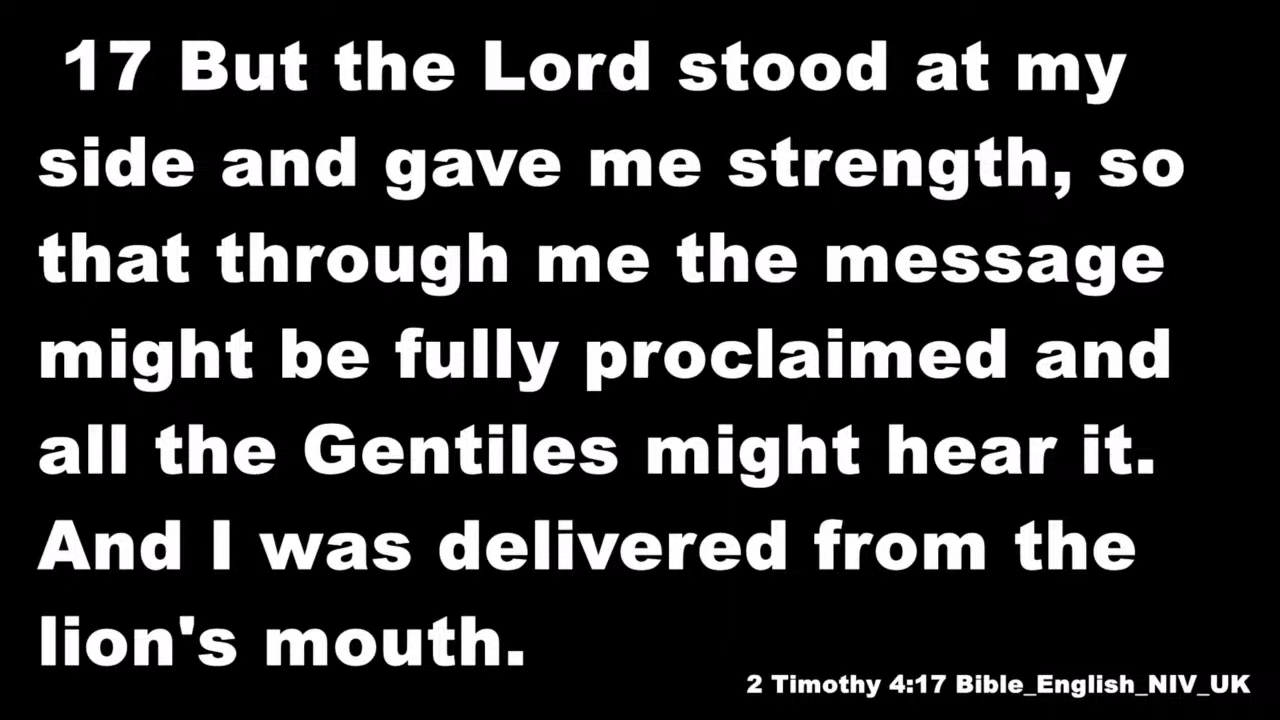 17 But the Lord stood at my
side and gave me strength, so
that through me the message
might be fully proclaimed and
all the Gentiles might hear it.
And I was delivered from the
lion's mouth.
2 Timothy 4:17 Bible_English_NIV_UK